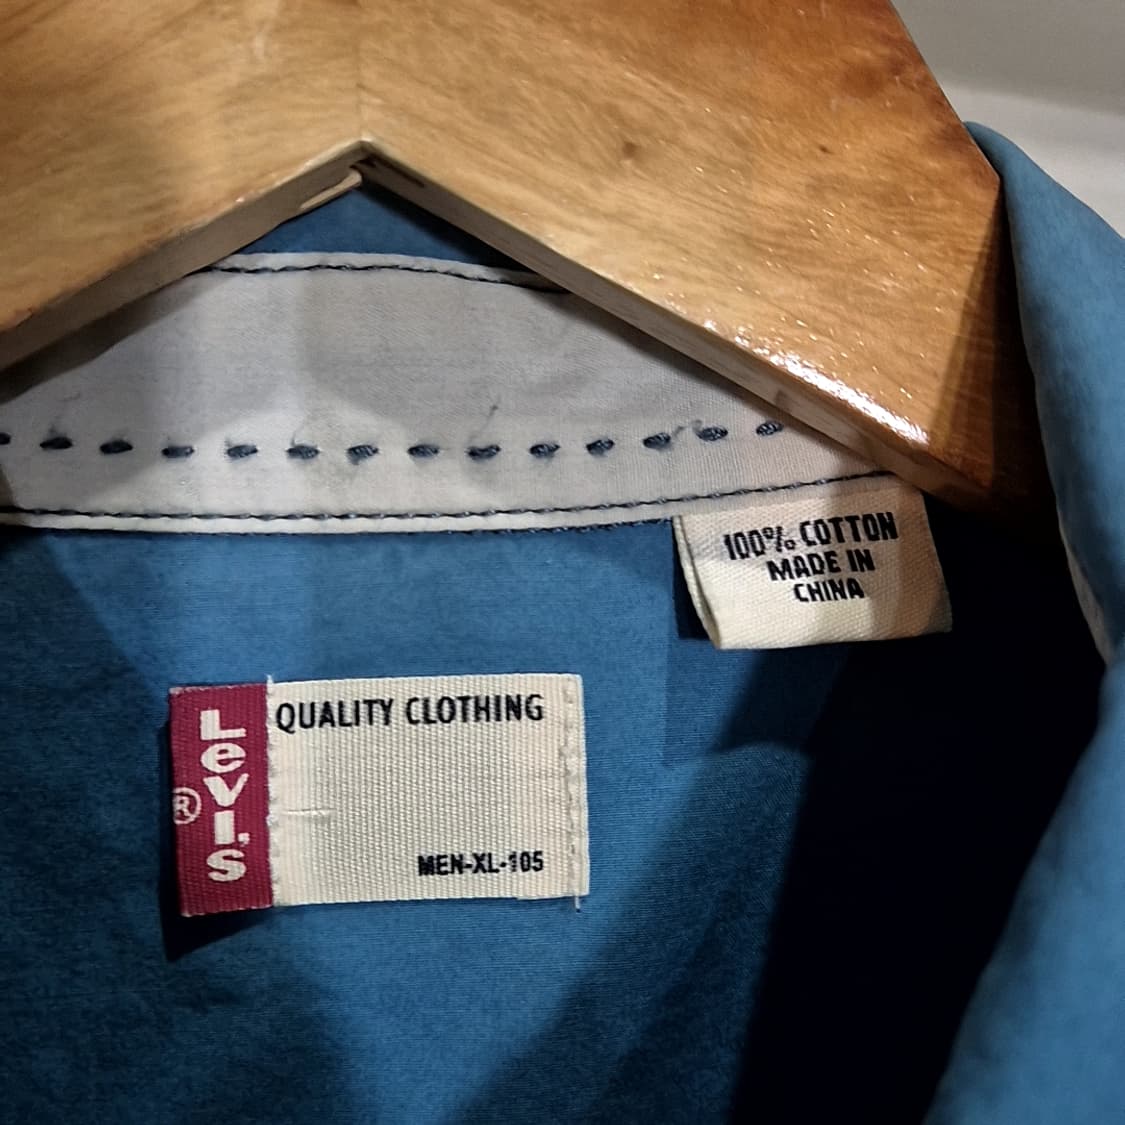 100% COTTON
MADE IN
CHINA
LEVI'S
®
QUALITY CLOTHING
MEN-XL-105